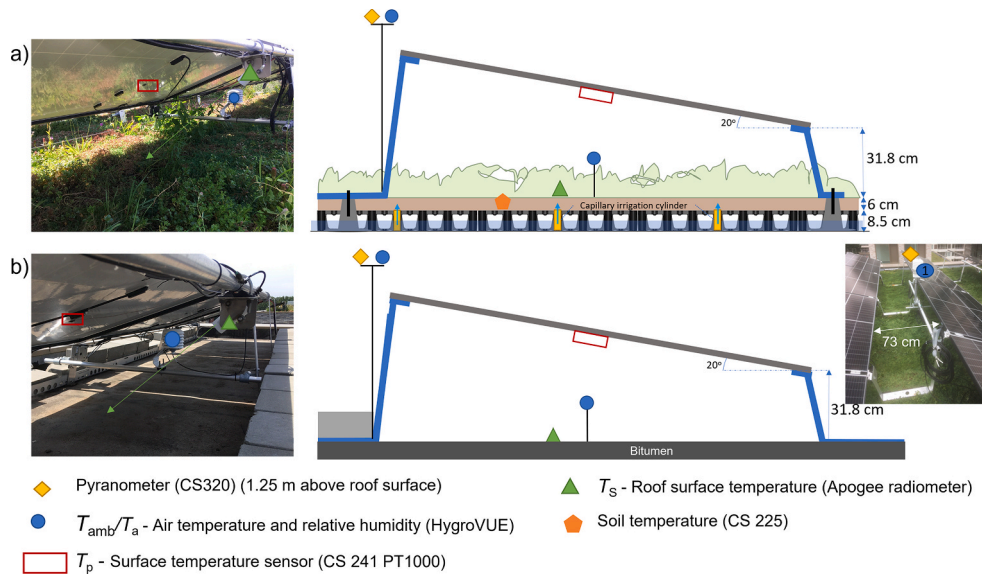 a)
20°
31.8 cm
6 cm
Capillary irrigation cylinder
8.5 cm
b)
1
73 cm
20°
31.8 cm
Bitumen
Pyranometer (CS320) (1.25 m above roof surface)
T_S - Roof surface temperature (Apogee radiometer)
T_amb/T_a - Air temperature and relative humidity (HygroVUE)
Soil temperature (CS 225)
T_p - Surface temperature sensor (CS 241 PT1000)